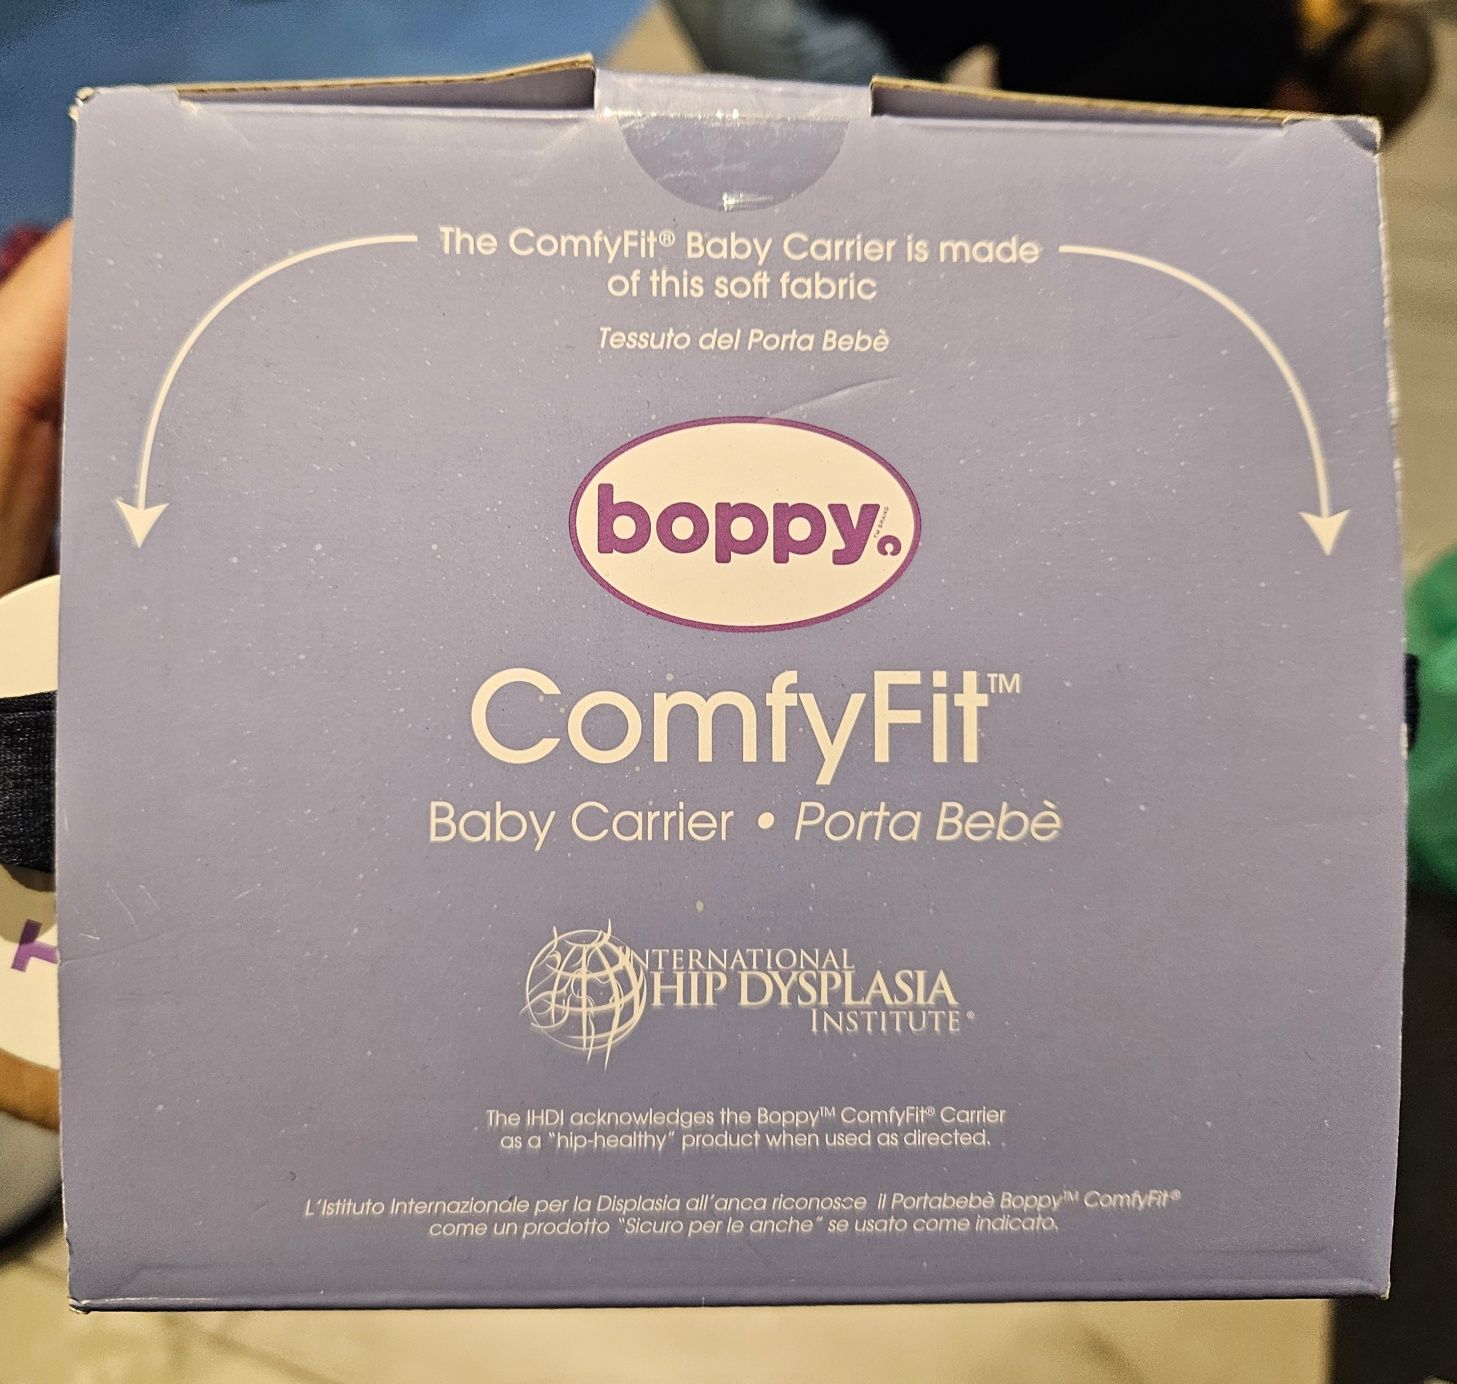 The ComfyFit® Baby Carrier is made
of this soft fabric
Tessuto del Porta Bebè
boppy
ComfyFit™
Baby Carrier • Porta Bebè
INTERNATIONAL
HIP DYSPLASIA
INSTITUTE®
The IHDI acknowledges the Boppy™ ComfyFit® Carrier
as a "hip-healthy" product when used as directed.
L'Istituto Internazionale per la Displasia all'anca riconosce il Portabebè Boppy™ ComfyFit®
come un prodotto "Sicuro per le anche" se usato come indicato.